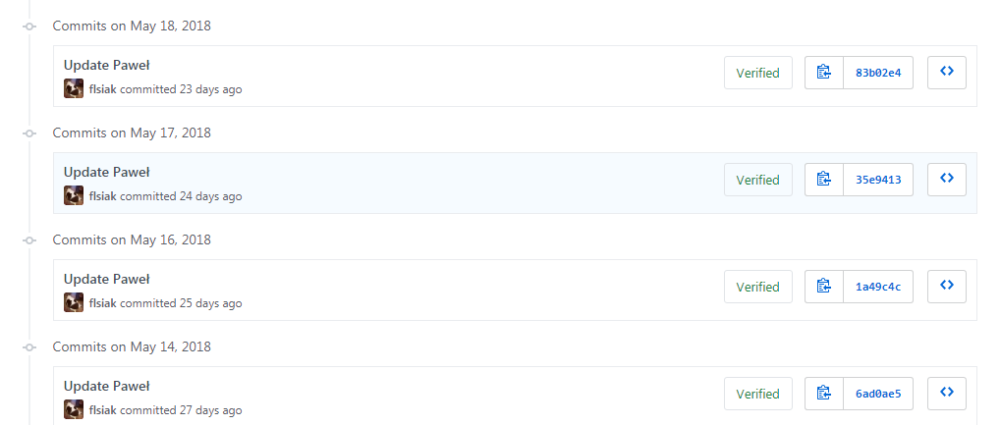 Commits on May 18, 2018
Update Paweł
flsiak committed 23 days ago
Verified
83b02e4
Commits on May 17, 2018
Update Paweł
flsiak committed 24 days ago
Verified
35e9413
Commits on May 16, 2018
Update Paweł
flsiak committed 25 days ago
Verified
1a49c4c
Commits on May 14, 2018
Update Paweł
flsiak committed 27 days ago
Verified
6ad0ae5